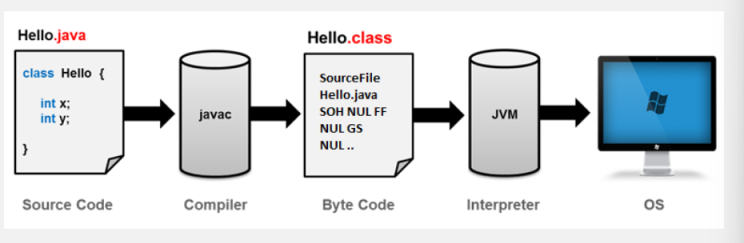 Hello.java
class Hello {
int x;
int y;
}
javac
Hello.class
SourceFile
Hello.java
SOH NUL FF
NUL GS
NUL ..
JVM
Source Code
Compiler
Byte Code
Interpreter
OS